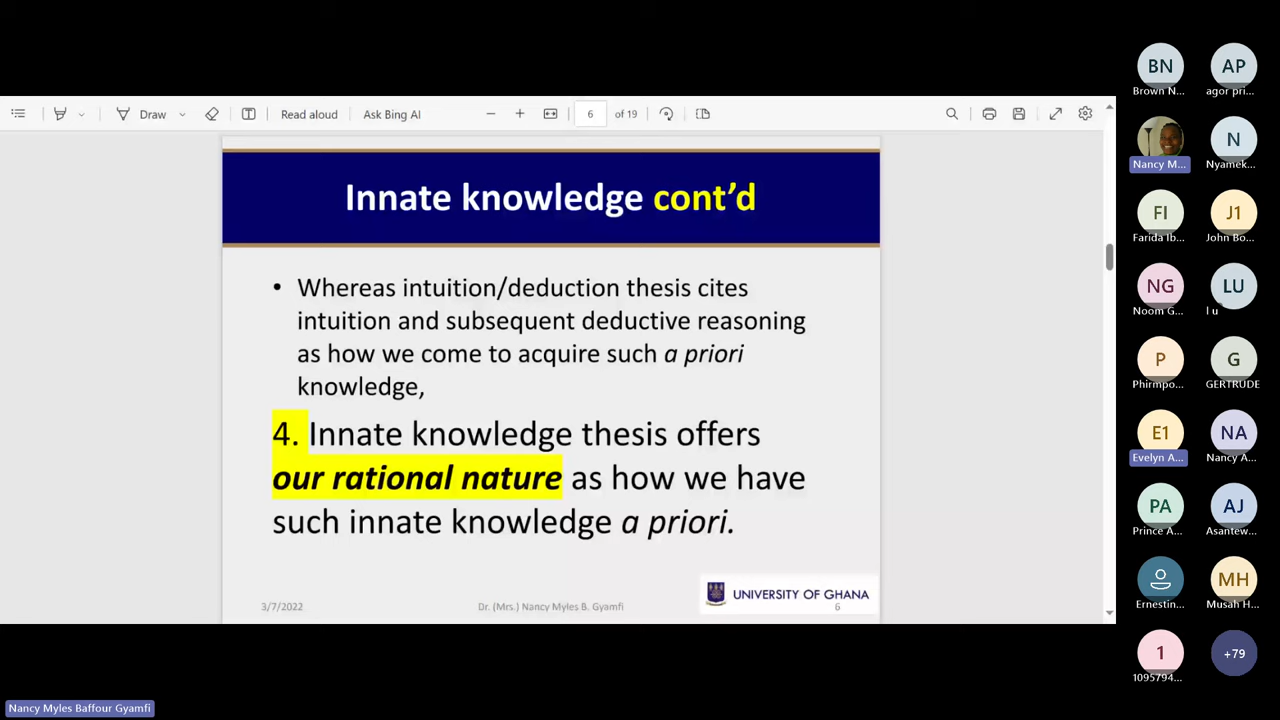 Draw
Read aloud
Ask Bing AI
6
of 19
Innate knowledge cont’d
• Whereas intuition/deduction thesis cites
intuition and subsequent deductive reasoning
as how we come to acquire such a priori
knowledge,
4. Innate knowledge thesis offers
our rational nature as how we have
such innate knowledge a priori.
UNIVERSITY OF GHANA
3/7/2022
Dr. (Mrs.) Nancy Myles B. Gyamfi
6
BN
AP
Brown N...
agor pri...
N
Nancy M...
Nyamek...
FI
J1
Farida Ib...
John Bo...
NG
LU
Noom G...
l u
P
G
Phirmpo...
GERTRUDE
E1
NA
Evelyn A...
Nancy A...
PA
AJ
Prince A...
Asantew...
MH
Ernestin...
Musah H...
1
+79
1095794...
Nancy Myles Baffour Gyamfi